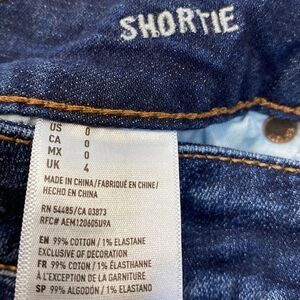 SHORTIE
US 0
CA 0
MX 0
UK 4
MADE IN CHINA/FABRIQUÉ EN CHINE/
HECHO EN CHINA
RN 54485/CA 03873
RFC# AEM120605U9A
EN 99% COTTON / 1% ELASTANE
EXCLUSIVE OF DECORATION
FR 99% COTON / 1% ÉLASTHANNE
À L'EXCEPTION DE LA GARNITURE
SP 99% ALGODÓN / 1% ELASTANO